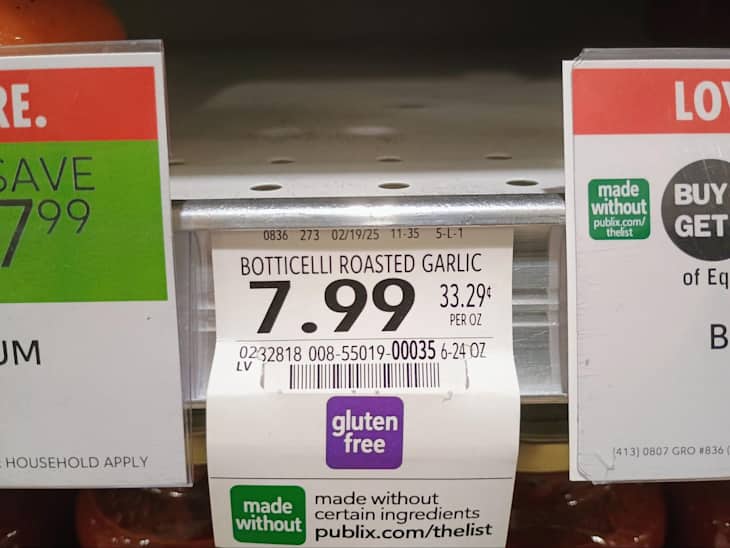 RE.
SAVE
7 99
UM
HOUSEHOLD APPLY
0836 273 02/19/25 11-35 5-L-1
BOTTICELLI ROASTED GARLIC
7.99 33.29¢
PER OZ
0232818 008-55019-00035 6-24 OZ
LV
gluten
free
made
without
made without
certain ingredients
publix.com/thelist
LO
made
without
publix.com/
thelist
BUY
GET
of Eq
B
(413) 0807 GRO #836 (